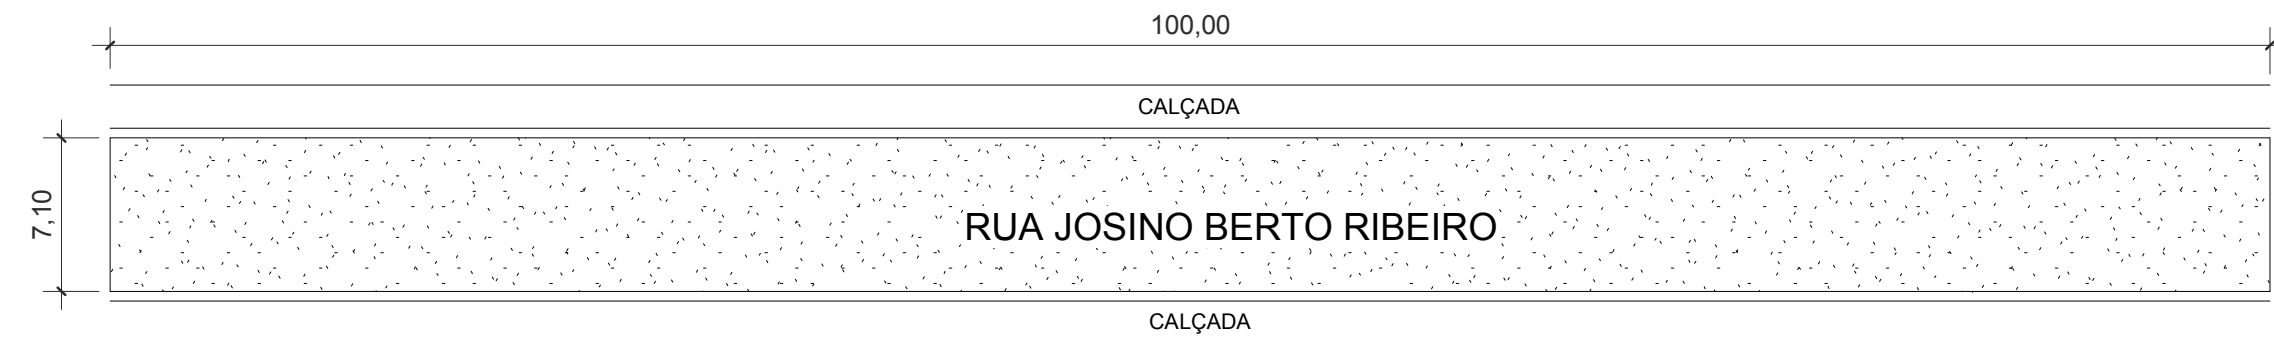 100,00
CALÇADA
7,10
RUA JOSINO BERTO RIBEIRO
CALÇADA